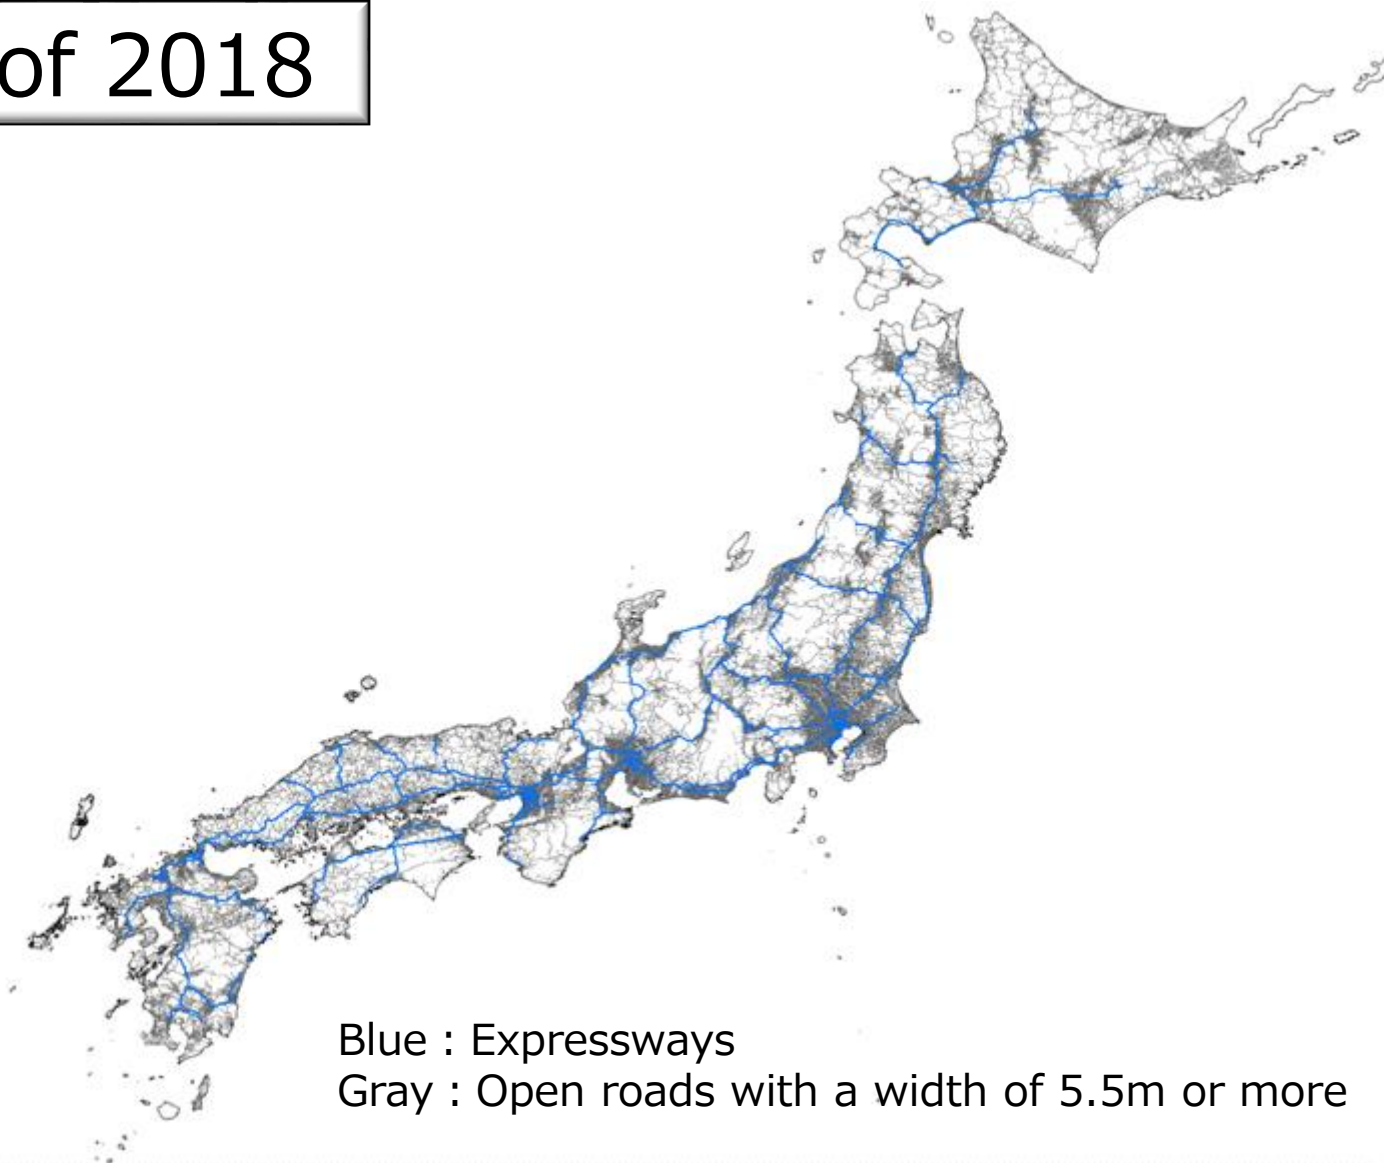 of 2018
Blue : Expressways
Gray : Open roads with a width of 5.5m or more